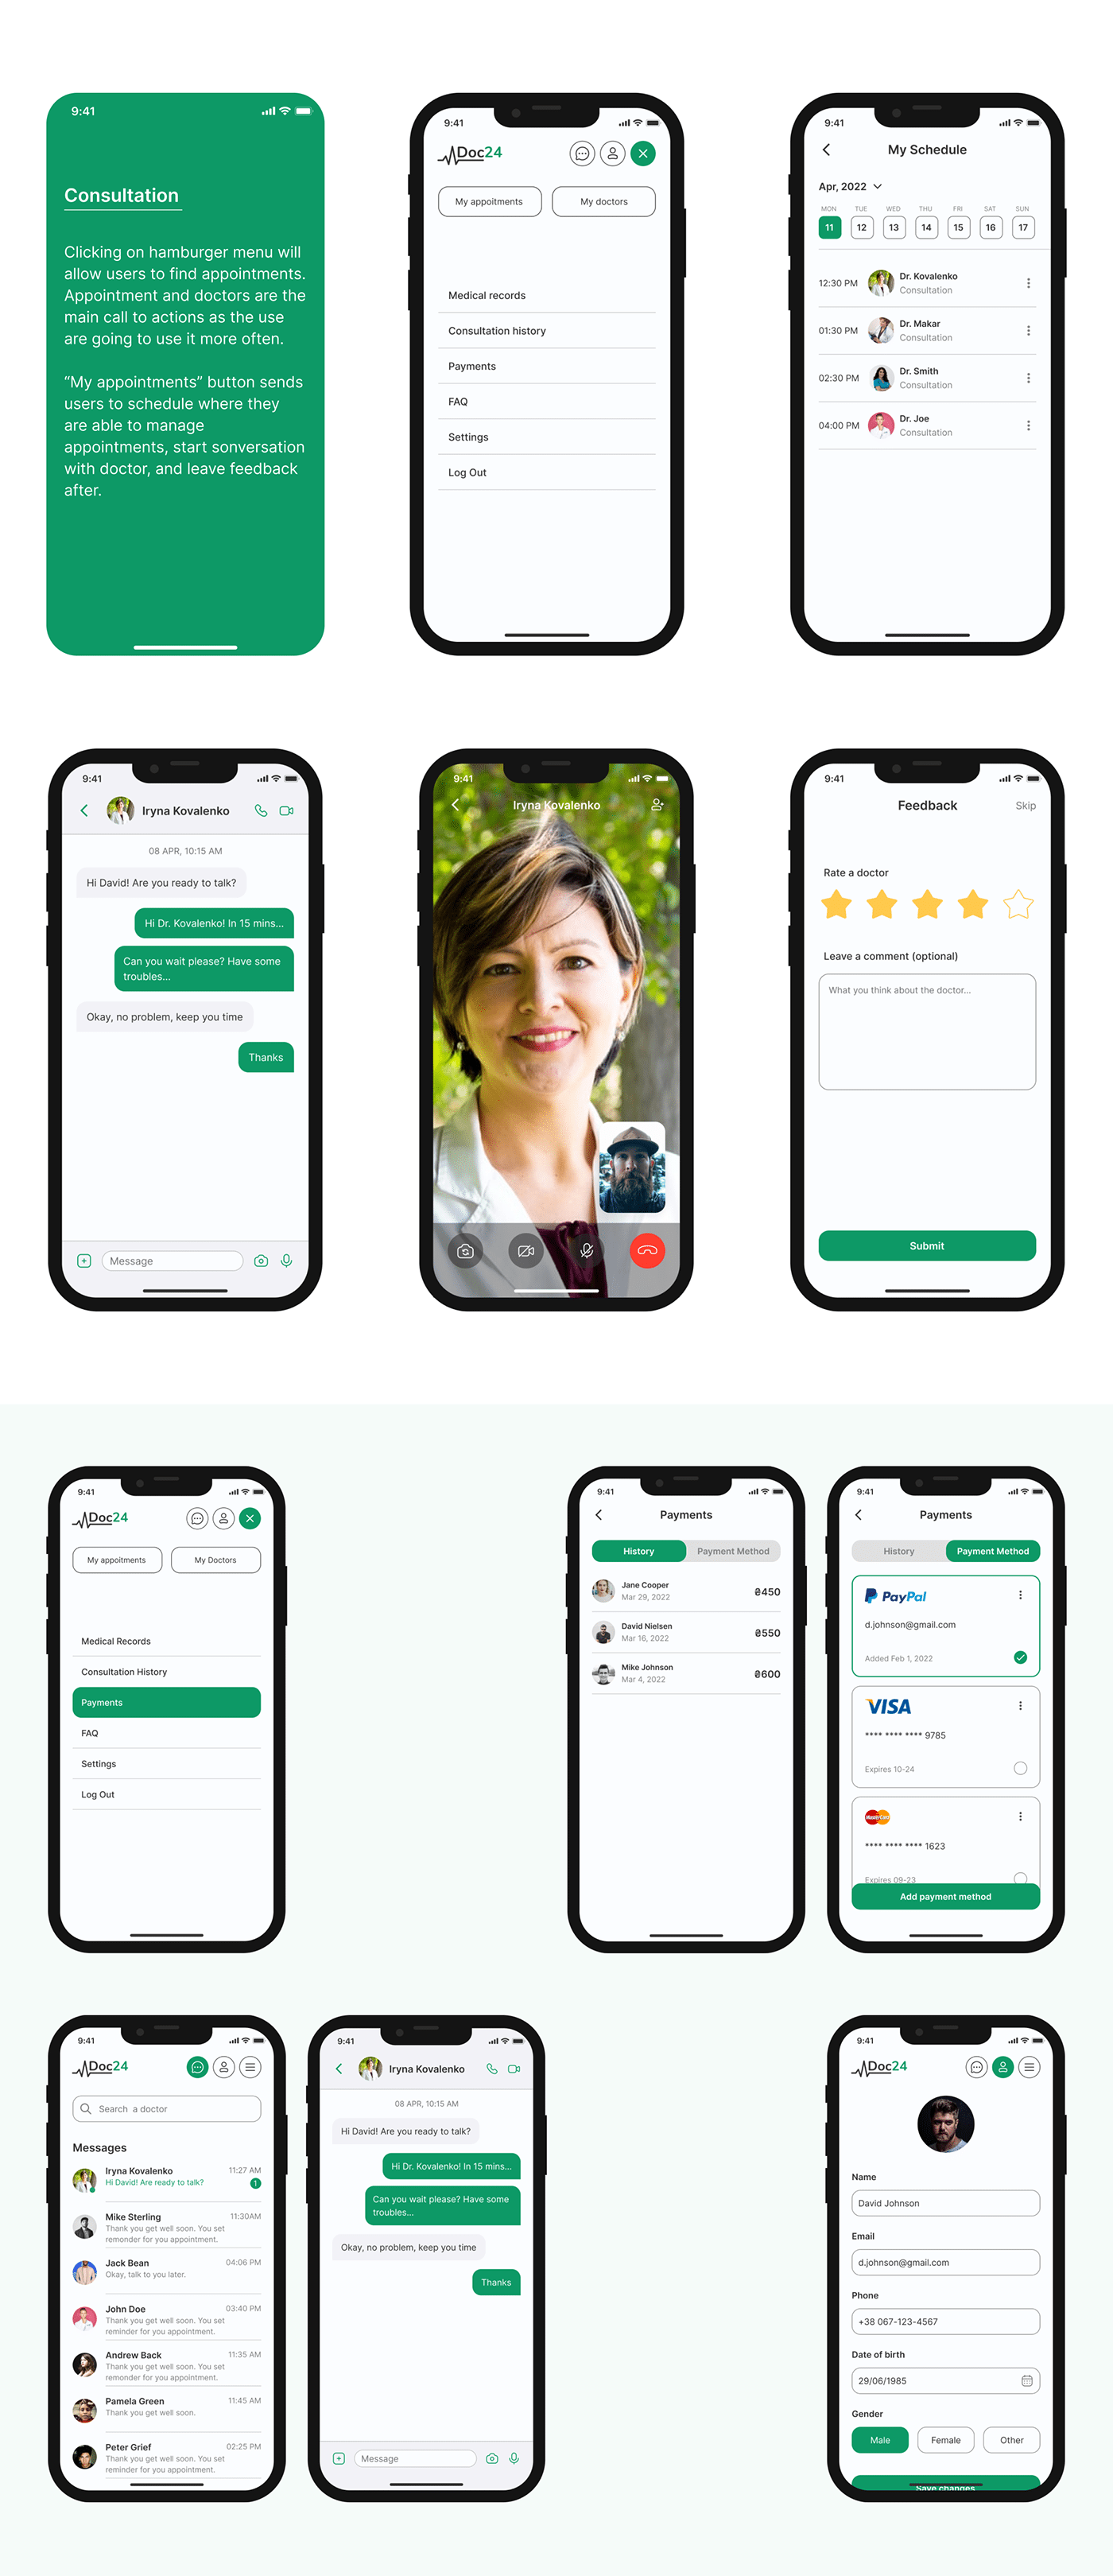 9:41
Consultation
Clicking on hamburger menu will
allow users to find appointments.
Appointment and doctors are the
main call to actions as the use
are going to use it more often.
“My appointments” button sends
users to schedule where they
are able to manage
appointments, start sonversation
with doctor, and leave feedback
after.
9:41
Doc24
My appoitments
My doctors
Medical records
Consultation history
Payments
FAQ
Settings
Log Out
9:41
My Schedule
Apr, 2022
MON TUE WED THU FRI SAT SUN
11 12 13 14 15 16 17
12:30 PM
Dr. Kovalenko
Consultation
01:30 PM
Dr. Makar
Consultation
02:30 PM
Dr. Smith
Consultation
04:00 PM
Dr. Joe
Consultation
9:41
Iryna Kovalenko
08 APR, 10:15 AM
Hi David! Are you ready to talk?
Hi Dr. Kovalenko! In 15 mins...
Can you wait please? Have some
troubles...
Okay, no problem, keep you time
Thanks
Message
9:41
Iryna Kovalenko
9:41
Feedback
Skip
Rate a doctor
Leave a comment (optional)
What you think about the doctor...
Submit
9:41
Doc24
My appoitments
My Doctors
Medical Records
Consultation History
Payments
FAQ
Settings
Log Out
9:41
Payments
History
Payment Method
Jane Cooper
Mar 29, 2022
₴450
David Nielsen
Mar 16, 2022
₴550
Mike Johnson
Mar 4, 2022
₴600
9:41
Payments
History
Payment Method
PayPal
d.johnson@gmail.com
Added Feb 1, 2022
VISA
**** **** **** 9785
Expires 10-24
MasterCard
**** **** **** 1623
Expires 09-23
Add payment method
9:41
Doc24
Search a doctor
Messages
Iryna Kovalenko
11:27 AM
Hi David! Are ready to talk?
1
Mike Sterling
11:30AM
Thank you get well soon. You set
remonder for you appointment.
Jack Bean
04:06 PM
Okay, talk to you later.
John Doe
03:40 PM
Thank you get well soon. You set
reminder for you appointment.
Andrew Back
11:35 AM
Thank you get well soon. You set
remonder for you appointment.
Pamela Green
11:45 AM
Thank you get well soon.
Peter Grief
02:25 PM
Thank you get well soon. You set
remonder for you appointment.
9:41
Iryna Kovalenko
08 APR, 10:15 AM
Hi David! Are you ready to talk?
Hi Dr. Kovalenko! In 15 mins...
Can you wait please? Have some
troubles...
Okay, no problem, keep you time
Thanks
Message
9:41
Doc24
Name
David Johnson
Email
d.johnson@gmail.com
Phone
+38 067-123-4567
Date of birth
29/06/1985
Gender
Male
Female
Other
Save changes